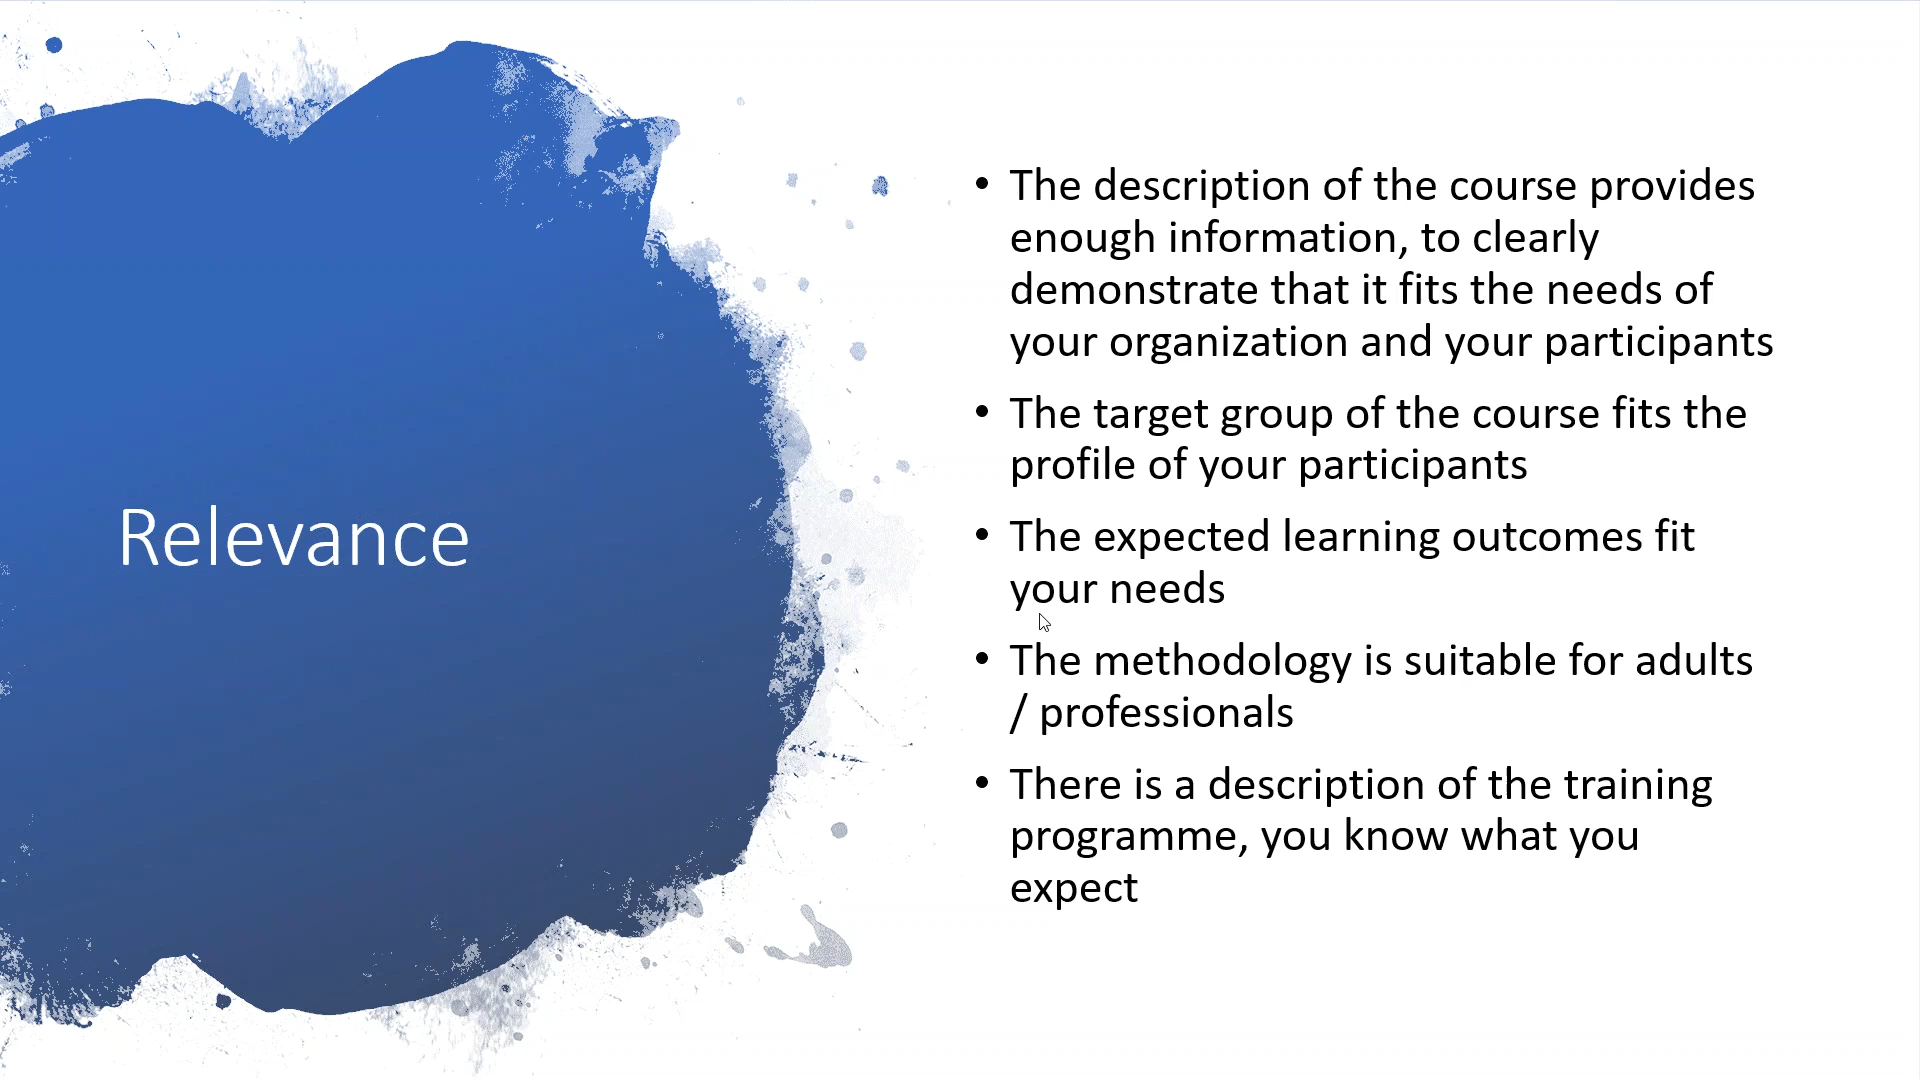 Relevance
• The description of the course provides
enough information, to clearly
demonstrate that it fits the needs of
your organization and your participants
• The target group of the course fits the
profile of your participants
• The expected learning outcomes fit
your needs
• The methodology is suitable for adults
/ professionals
• There is a description of the training
programme, you know what you
expect